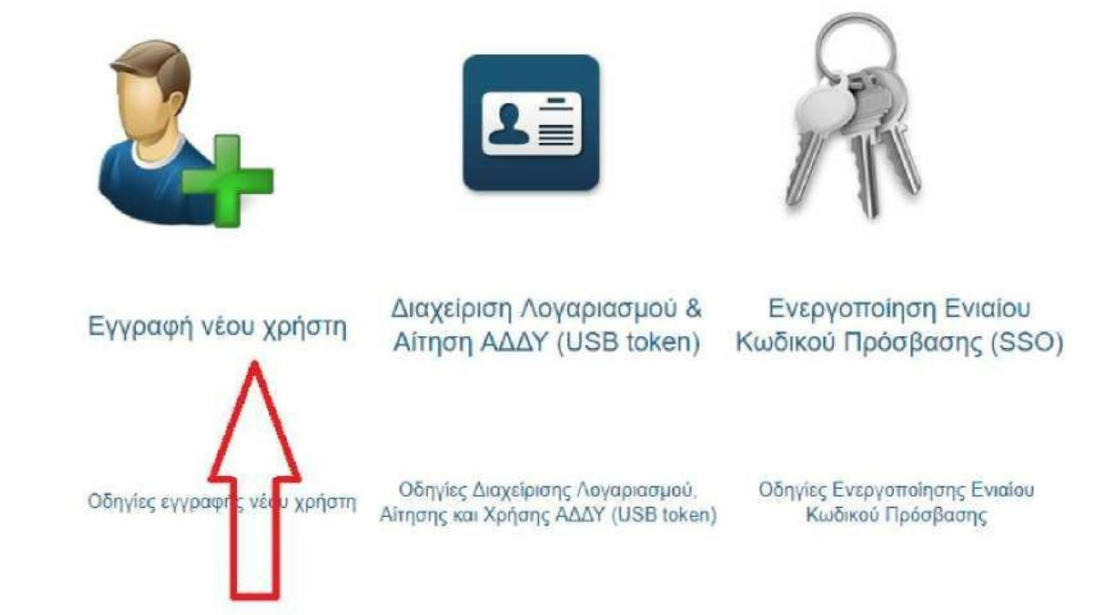 Εγγραφή νέου χρήστη
Διαχείριση Λογαριασμού &
Αίτηση ΑΔΔΥ (USB token)
Ενεργοποίηση Ενιαίου
Κωδικού Πρόσβασης (SSO)
Οδηγίες εγγραφής νέου χρήστη
Οδηγίες Διαχείρισης Λογαριασμού,
Αίτησης και Χρήσης ΑΔΔΥ (USB token)
Οδηγίες Ενεργοποίησης Ενιαίου
Κωδικού Πρόσβασης